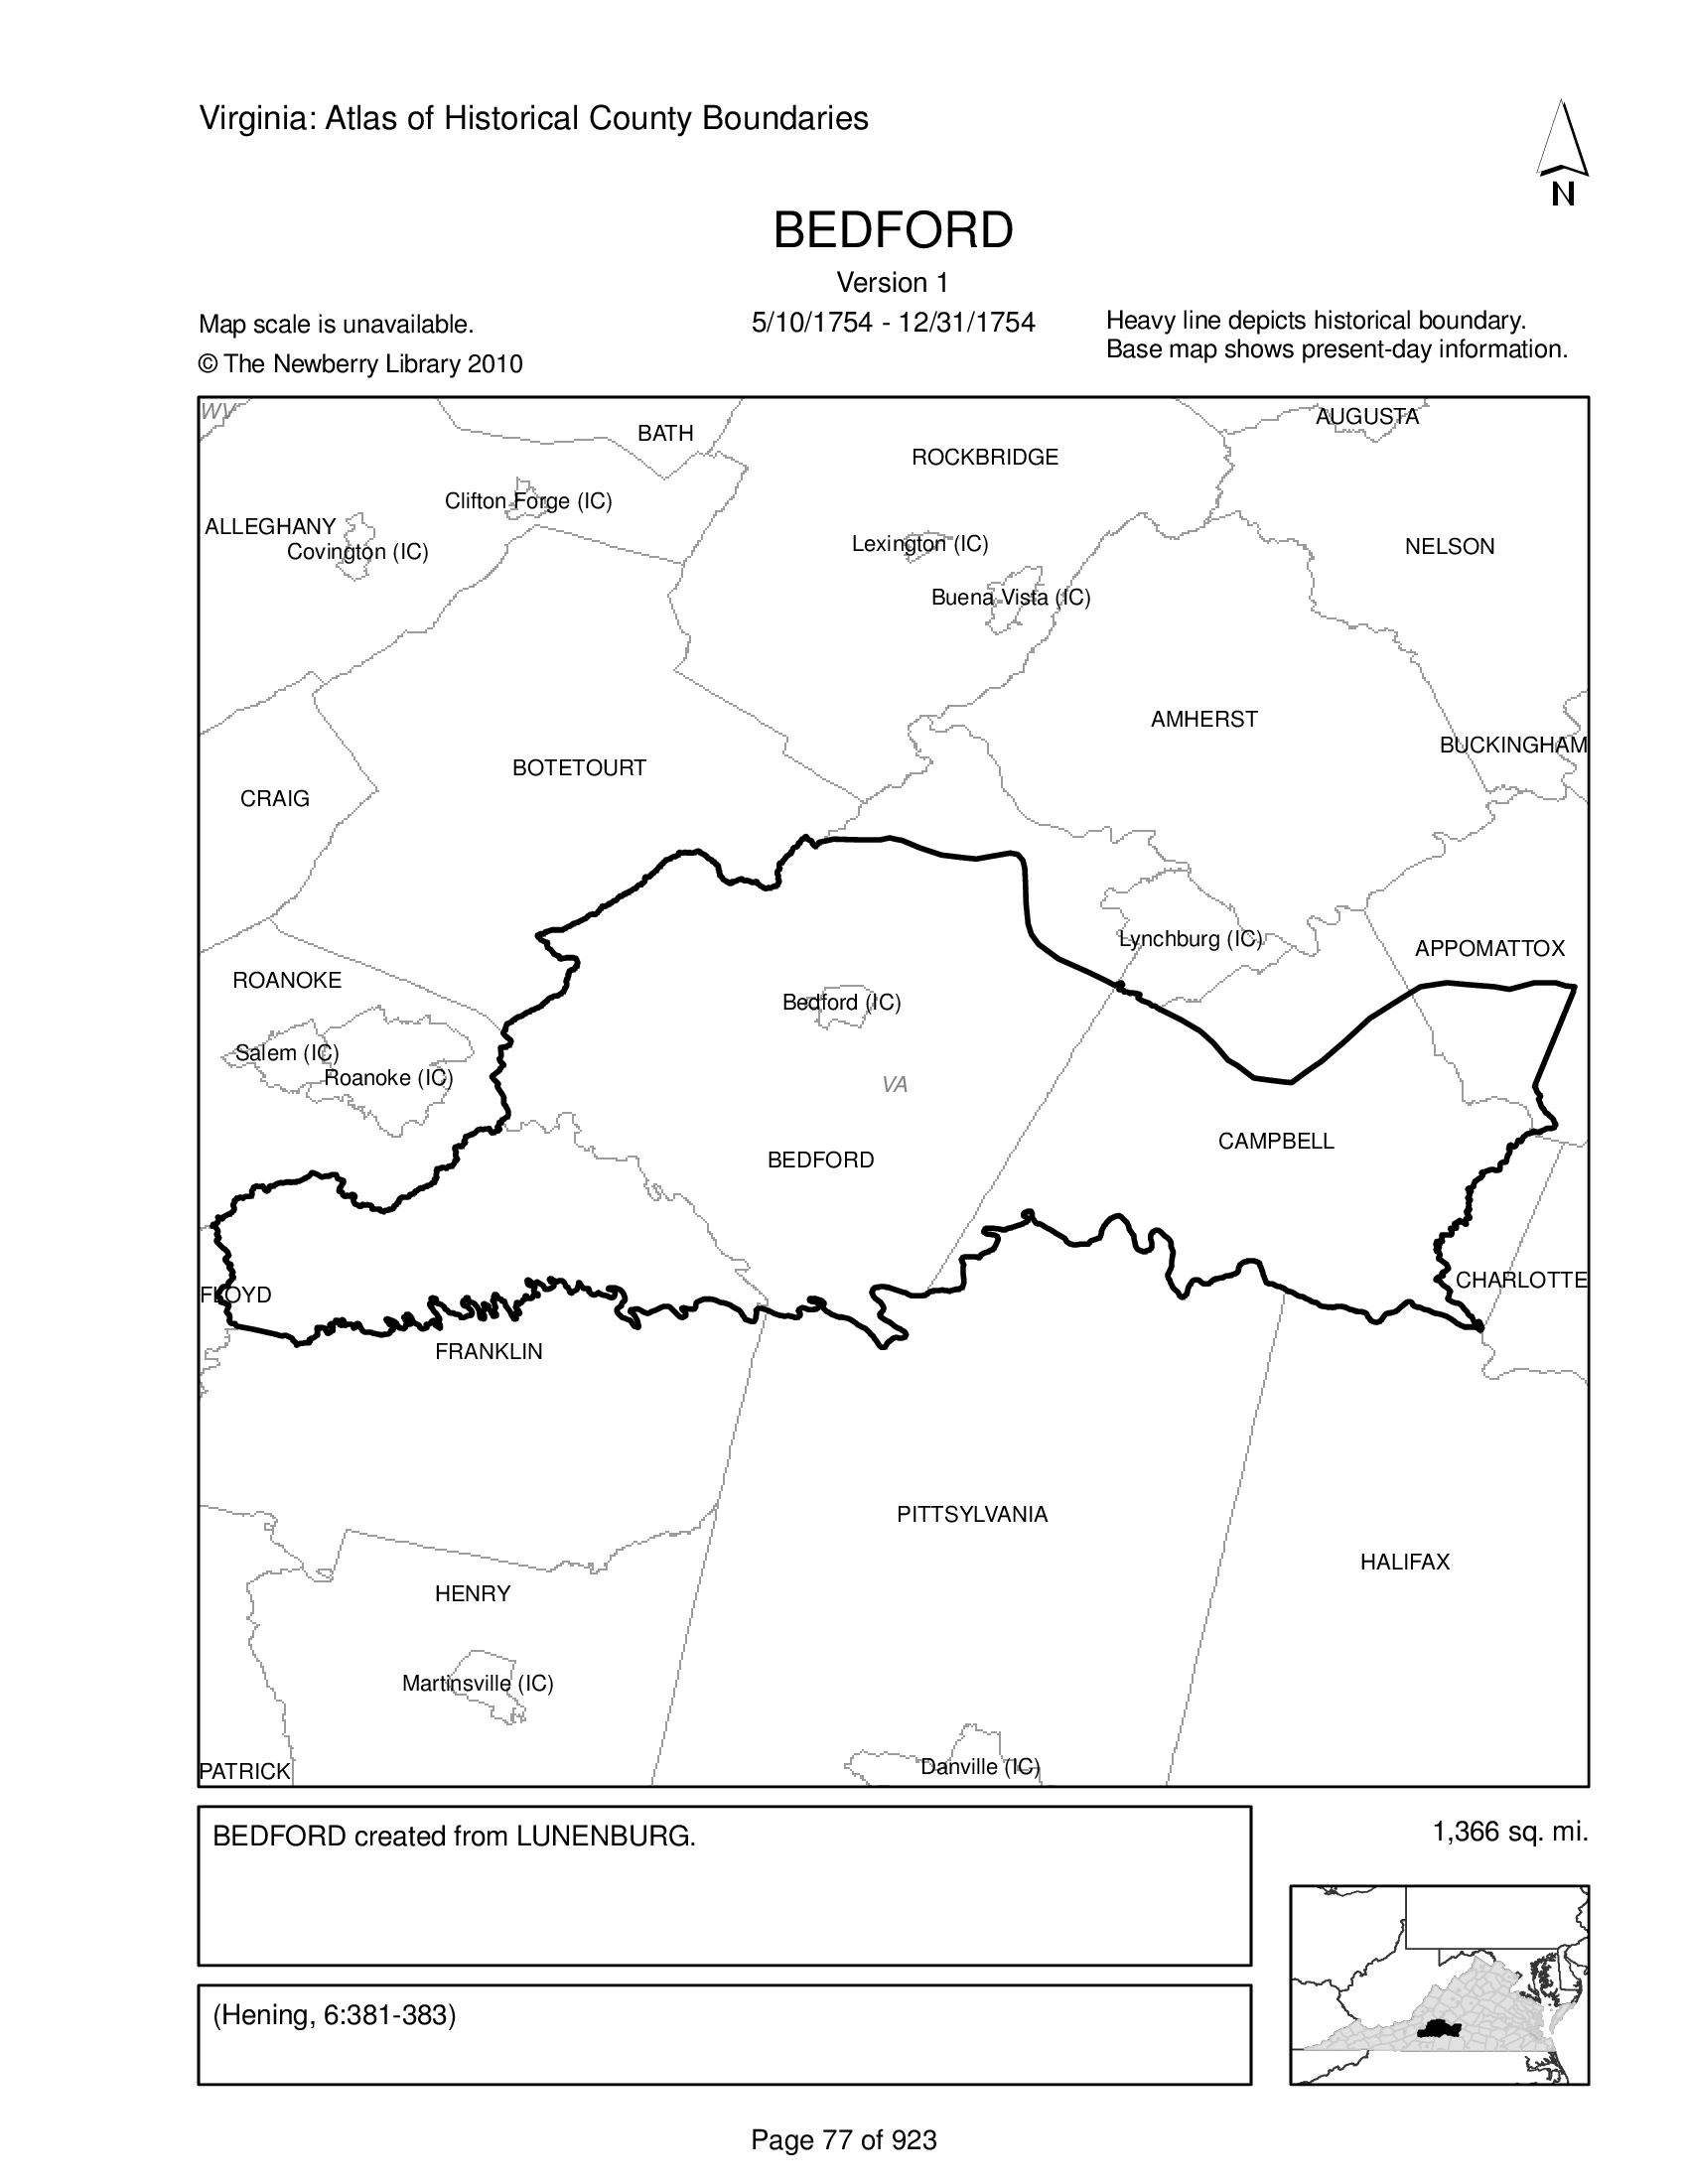 Virginia: Atlas of Historical County Boundaries
N
BEDFORD
Version 1
5/10/1754 - 12/31/1754
Map scale is unavailable.
© The Newberry Library 2010
Heavy line depicts historical boundary.
Base map shows present-day information.
WV
AUGUSTA
BATH
ROCKBRIDGE
Clifton Forge (IC)
ALLEGHANY
Covington (IC)
Lexington (IC)
NELSON
Buena Vista (IC)
AMHERST
BUCKINGHAM
BOTETOURT
CRAIG
Lynchburg (IC)
APPOMATTOX
ROANOKE
Bedford (IC)
Salem (IC)
Roanoke (IC)
VA
CAMPBELL
BEDFORD
CHARLOTTE
FLOYD
FRANKLIN
PITTSYLVANIA
HALIFAX
HENRY
Martinsville (IC)
Danville (IC)
PATRICK
BEDFORD created from LUNENBURG.
1,366 sq. mi.
(Hening, 6:381-383)
Page 77 of 923